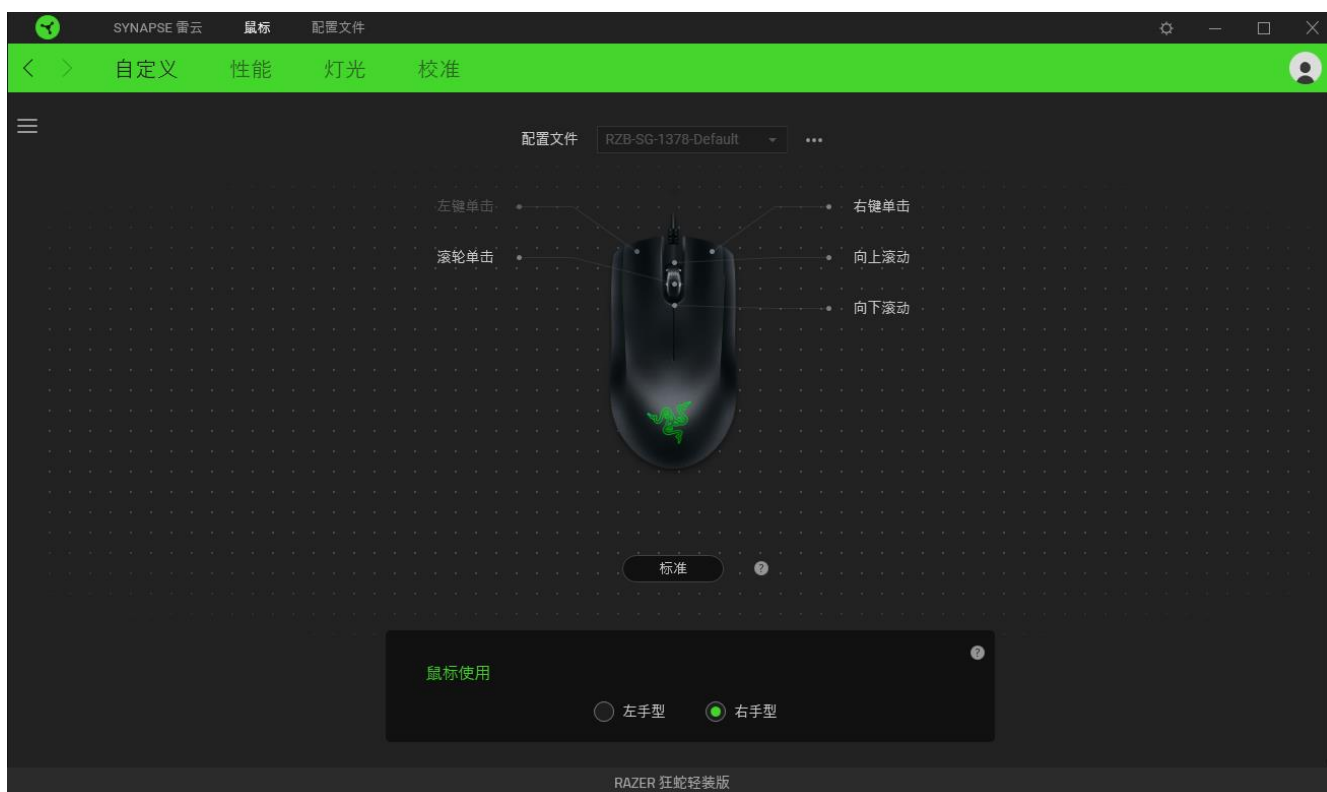 SYNAPSE 雷云 鼠标 配置文件
自定义 性能 灯光 校准
配置文件 RZB-SG-1378-Default
左键单击 右键单击
滚轮单击 向上滚动
向下滚动
标准 ?
?
鼠标使用
左手型 右手型
RAZER 狂蛇轻装版